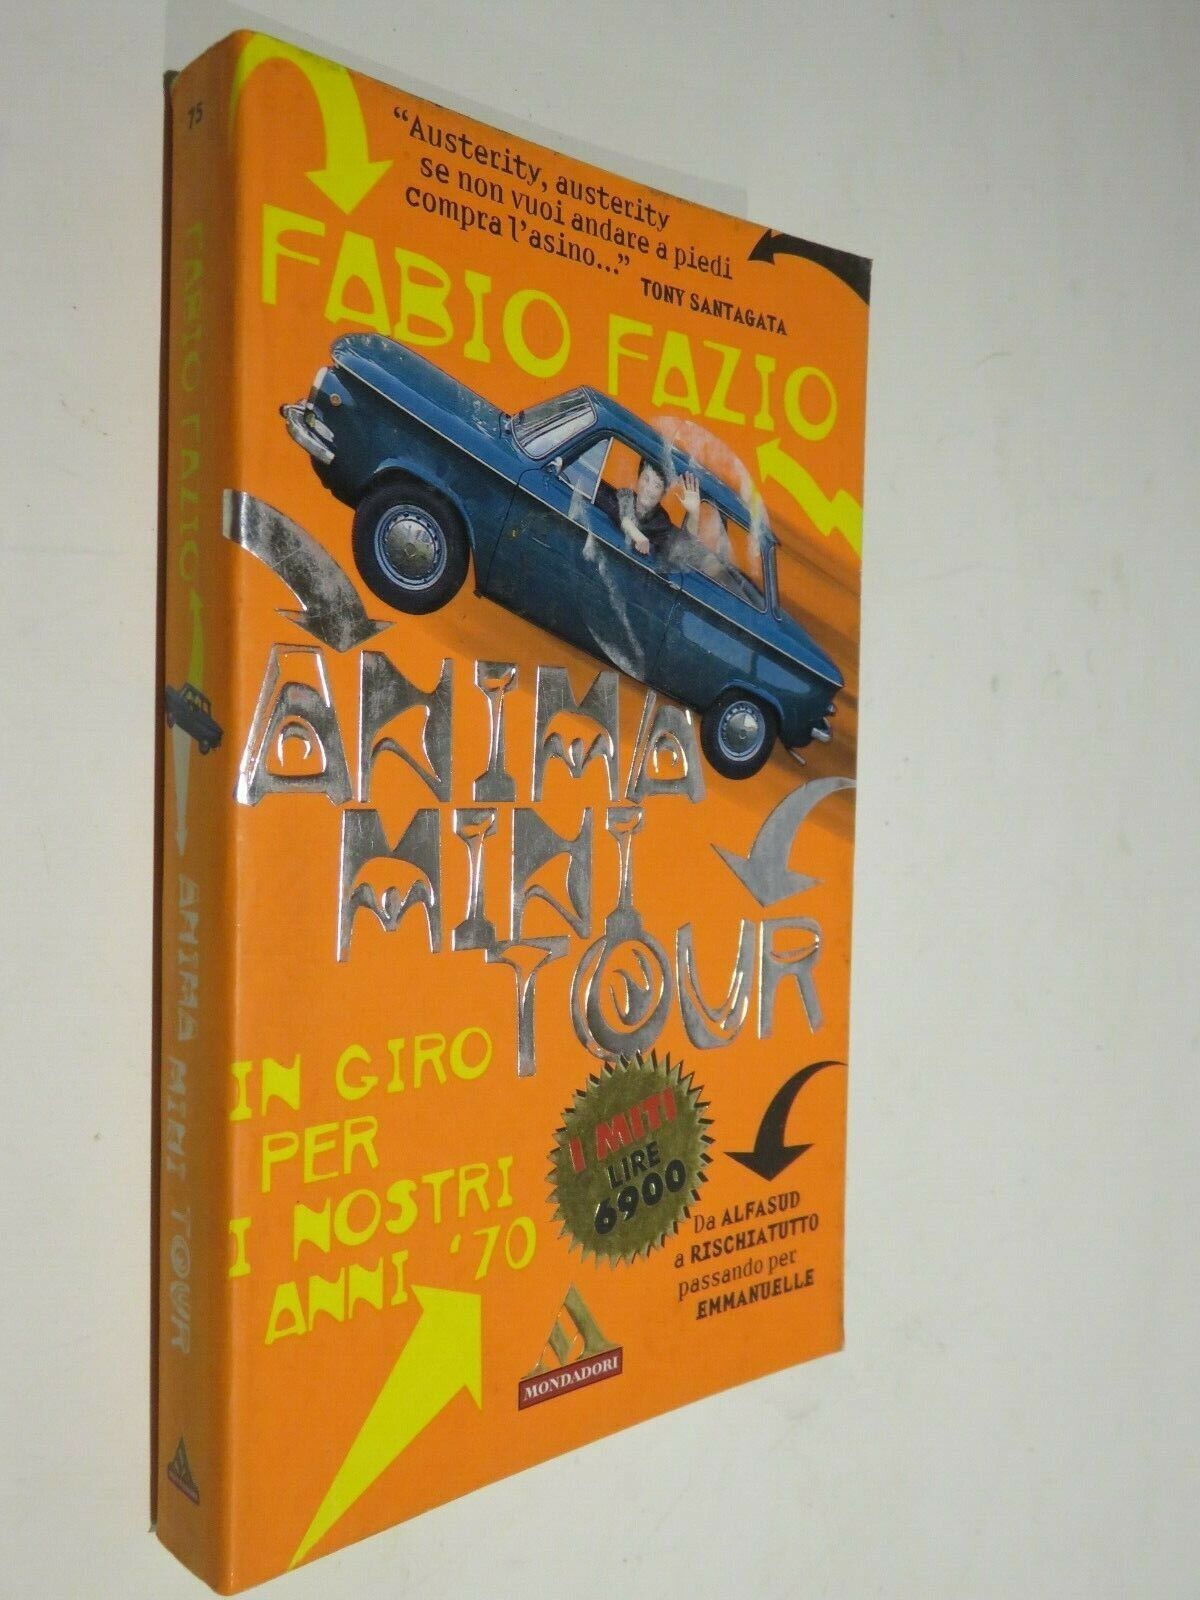 75
FABIO FAZIO
ANIMA MINI TOUR
"Austerity, austerity
se non vuoi andare a piedi
compra l'asino..."
TONY SANTAGATA
FABIO FAZIO
ANIMA
MINI
TOUR
IN GIRO
PER
I NOSTRI
ANNI '70
I MITI
LIRE
6900
Da ALFASUD
a RISCHIATUTTO
passando per
EMMANUELLE
MONDADORI
MONDADORI